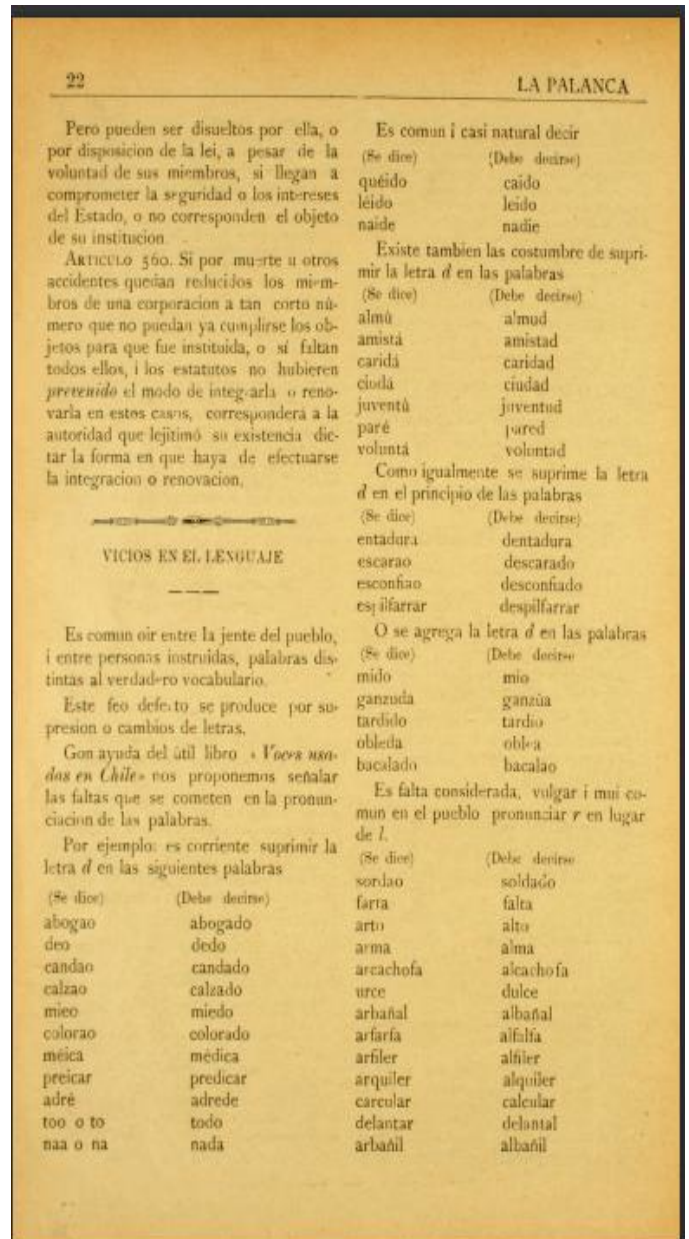 22
LA PALANCA
Pero pueden ser disueltos por ella, o
por disposicion de la lei, a pesar de la
voluntad de sus miembros, si llegan a
comprometer la seguridad o los intereses
del Estado, o no corresponden el objeto
de su institución
ARTICULO 560. Si por muerte u otros
accidentes quedan reducidos los miem-
bros de una corporacion a tan corto nú-
mero que no puedan ya cumplirse los ob-
jetos para que fue instituida, o si faltan
todos ellos, i los estatutos no hubieren
prevenido el modo de integrarla o reno-
varla en estos casos, corresponderá a la
autoridad que lejitimó su existencia dic-
tar la forma en que haya de efectuarse
la integracion o renovacion.
VICIOS EN EL LENGUAJE
Es comun oir entre la jente del pueblo,
i entre personas instruidas, palabras dis-
tintas al verdadero vocabulario.
Este feo defecto se produce por su-
presion o cambios de letras.
Gon ayuda del útil libro «Voces usa-
das en Chile» nos proponemos señalar
las faltas que se cometen en la pronun-
ciacion de las palabras.
Por ejemplo: es corriente suprimir la
letra d en las siguientes palabras
(Se dice) (Debe decirse)
abogao abogado
deo dedo
candao candado
calzao calzado
mieo miedo
colorao colorado
méica médica
preicar predicar
adré adrede
too o to todo
naa o na nada
Es comun i casi natural decir
(Se dice) (Debe decirse)
quéido caido
léido leido
naide nadie
Existe tambien las costumbre de supri-
mir la letra d en las palabras
(Se dice) (Debe decirse)
almú almud
amistá amistad
caridá caridad
ciudá ciudad
juventú juventud
paré pared
voluntá voluntad
Como igualmente se suprime la letra
d en el principio de las palabras
(Se dice) (Debe decirse)
entadura dentadura
escarao descarado
esconfiao desconfiado
espilfarrar despilfarrar
O se agrega la letra d en las palabras
(Se dice) (Debe decirse
mido mio
ganzuda ganzúa
tardido tardio
obleda oblea
bacalado bacalao
Es falta considerada, vulgar i mui co-
mun en el pueblo pronunciar r en lugar
de l.
(Se dice) (Debe decirse
sordao soldado
farta falta
arto alto
arma alma
arcachofa alcachofa
urce dulce
arbañal albañal
arfarfa alfalfa
arfiler alfiler
arquiler alquiler
carcular calcular
delantar delantal
arbañil albañil